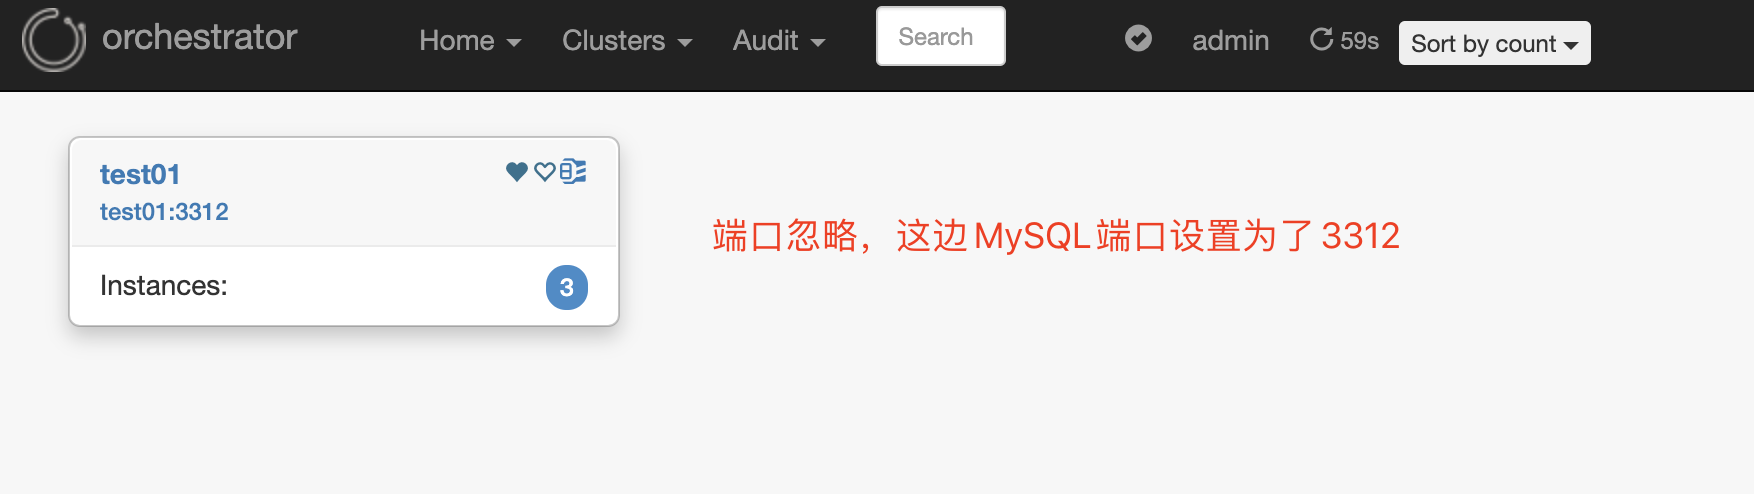 orchestrator Home Clusters Audit Search admin 59s Sort by count
test01
test01:3312
端口忽略，这边MySQL端口设置为了3312
Instances: 3